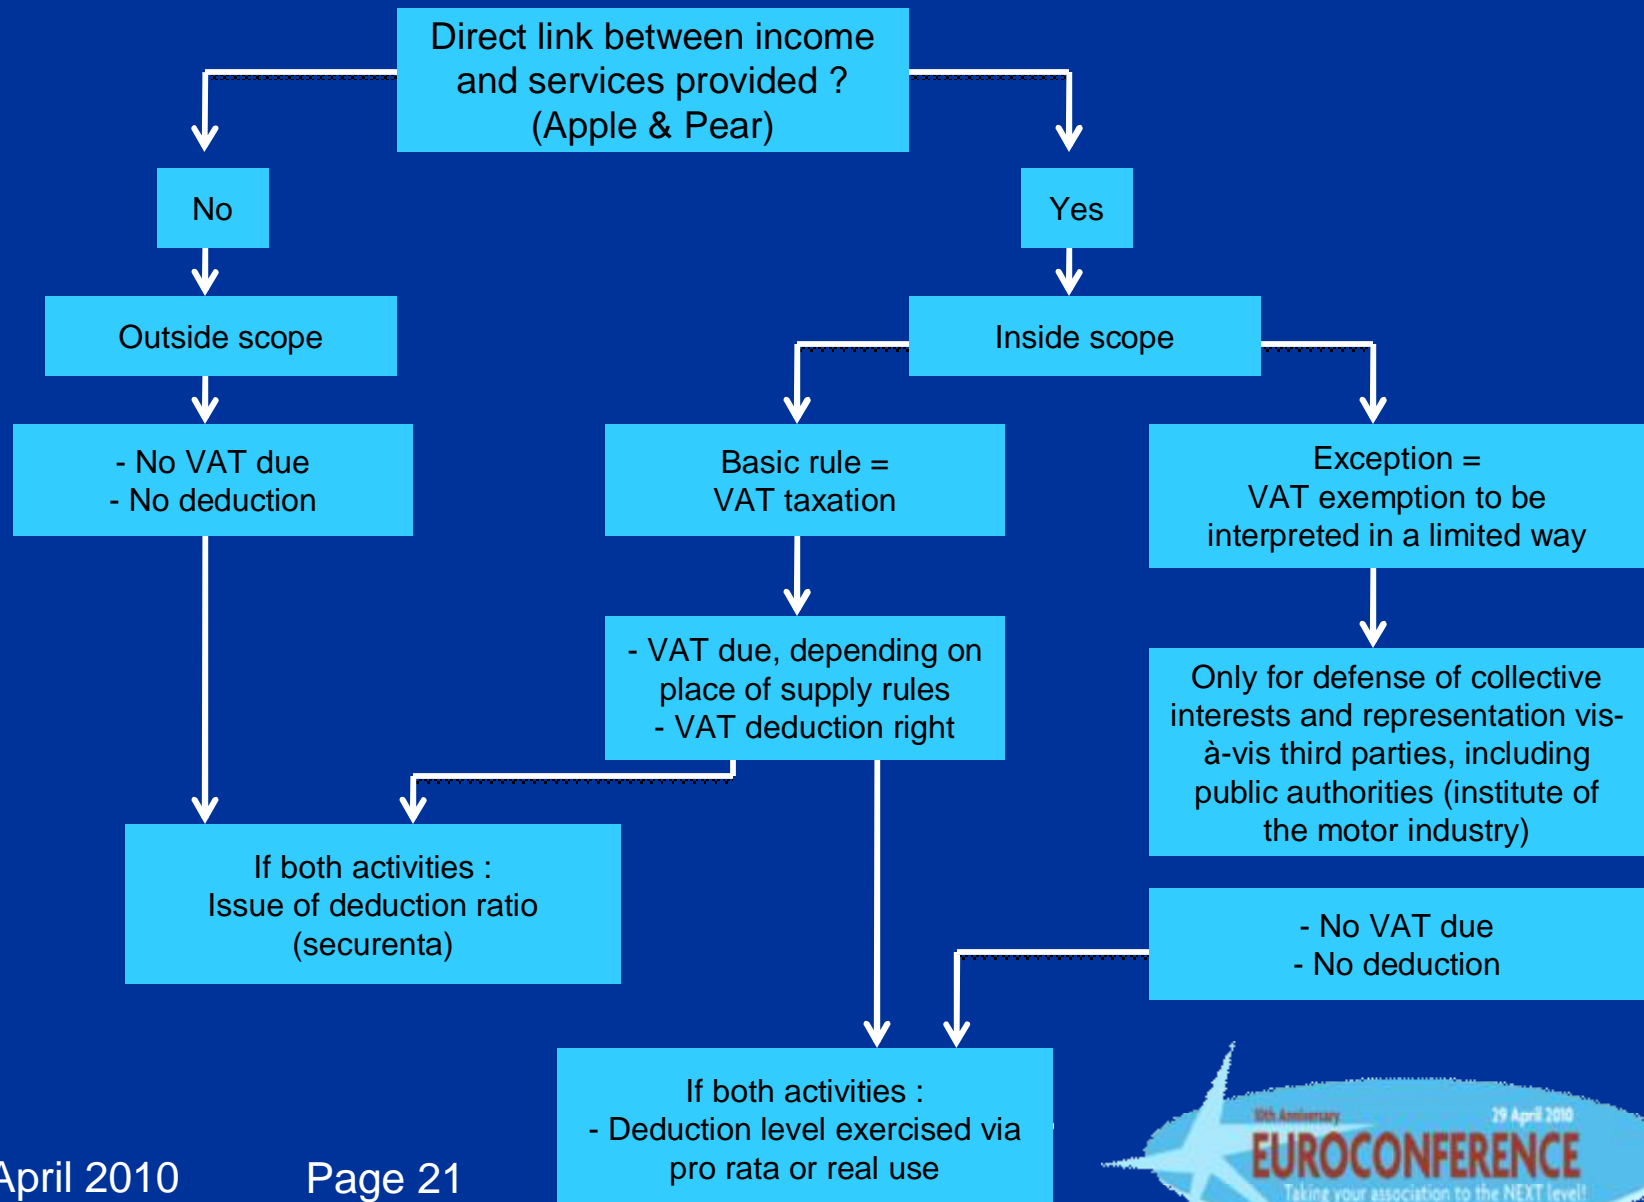 Direct link between income
and services provided ?
(Apple & Pear)
No
Yes
Outside scope
Inside scope
- No VAT due
- No deduction
Basic rule =
VAT taxation
Exception =
VAT exemption to be
interpreted in a limited way
- VAT due, depending on
place of supply rules
- VAT deduction right
Only for defense of collective
interests and representation vis-
à-vis third parties, including
public authorities (institute of
the motor industry)
If both activities :
Issue of deduction ratio
(securenta)
- No VAT due
- No deduction
If both activities :
- Deduction level exercised via
pro rata or real use
April 2010
Page 21
10th Anniversary
29 April 2010
EUROCONFERENCE
Taking your association to the NEXT level!